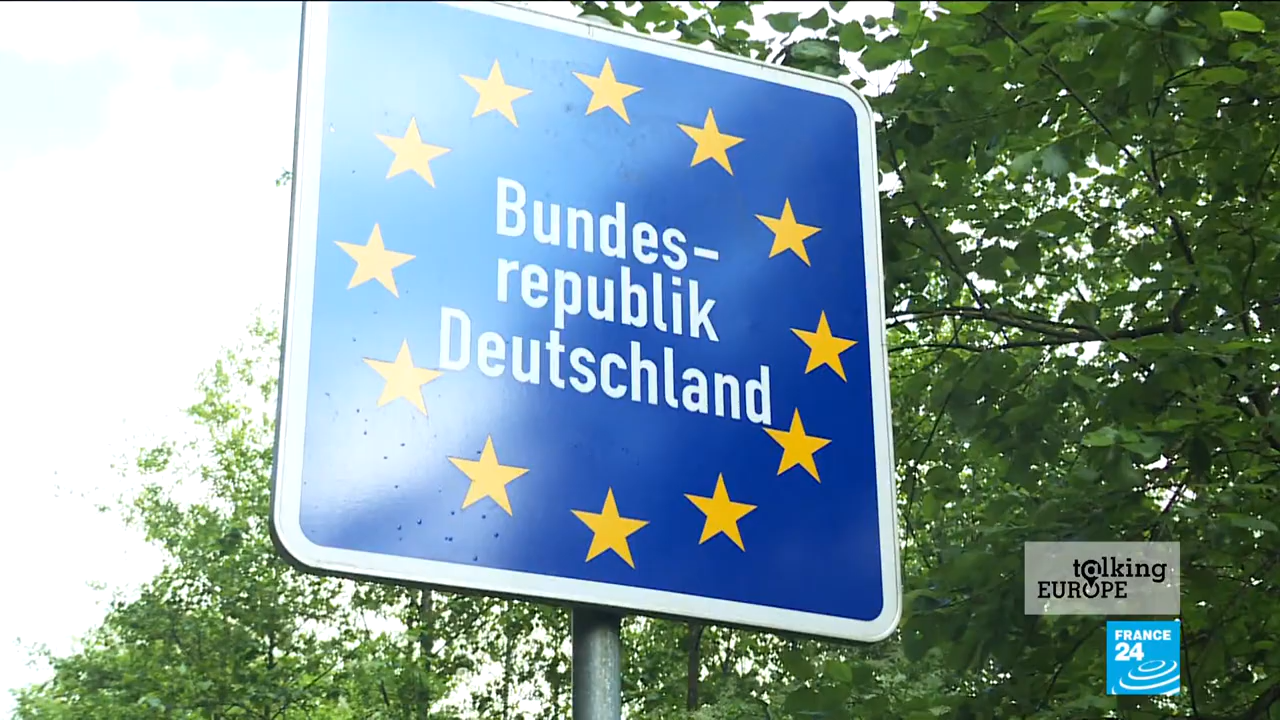 Bundes-
republik
Deutschland
talking
EUROPE
FRANCE
24